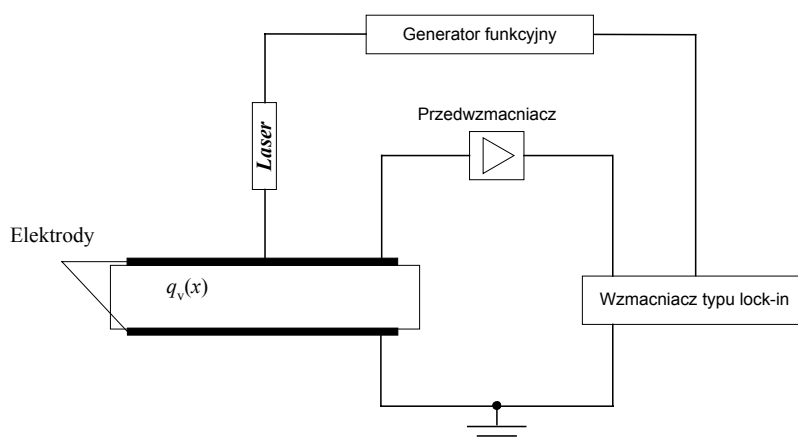 Generator funkcyjny
Przedwzmacniacz
Laser
Elektrody
qv(x)
Wzmacniacz typu lock-in